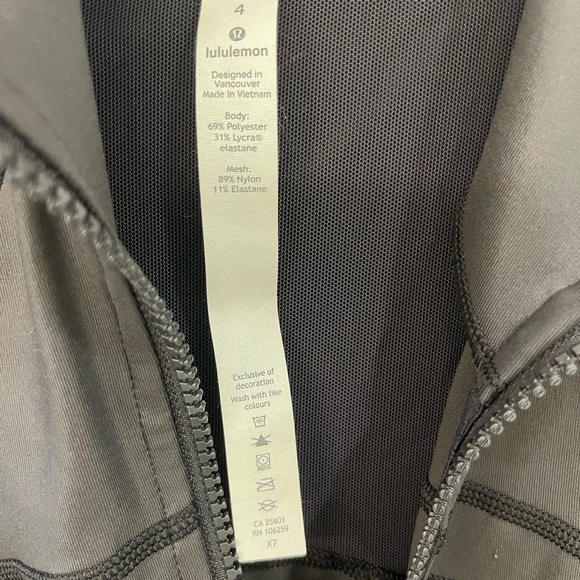 4
lululemon
Designed in
Vancouver
Made in Vietnam
Body:
69% Polyester
31% Lycra®
elastane
Mesh:
89% Nylon
11% Elastane
Exclusive of
decoration
Wash with like
colours
CA 35801
RN 106259
X7